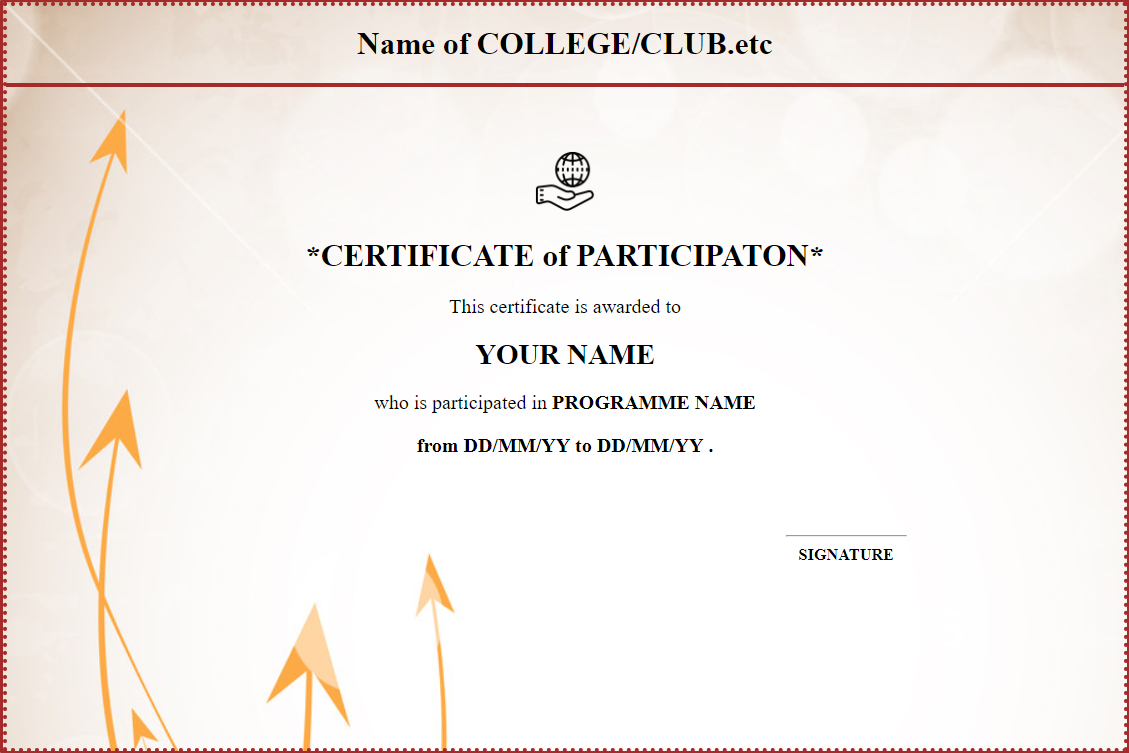 Name of COLLEGE/CLUB.etc
*CERTIFICATE of PARTICIPATON*
This certificate is awarded to
YOUR NAME
who is participated in PROGRAMME NAME
from DD/MM/YY to DD/MM/YY .
SIGNATURE